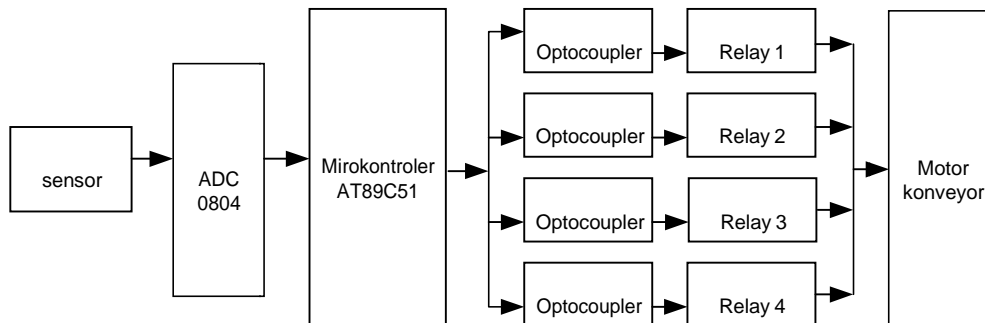 sensor
ADC
0804
Mirokontroler
AT89C51
Optocoupler
Relay 1
Optocoupler
Relay 2
Optocoupler
Relay 3
Optocoupler
Relay 4
Motor
konveyor